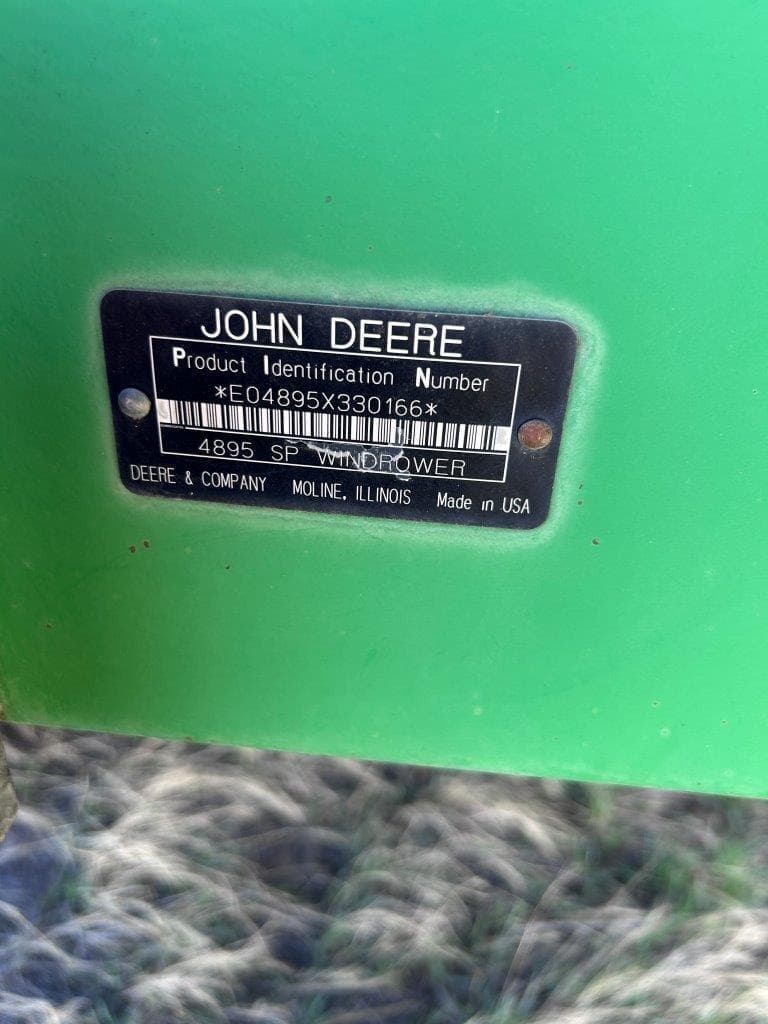 JOHN DEERE
Product Identification Number
*E04895X330166*
4895 SP WINDROWER
DEERE & COMPANY MOLINE, ILLINOIS Made in USA